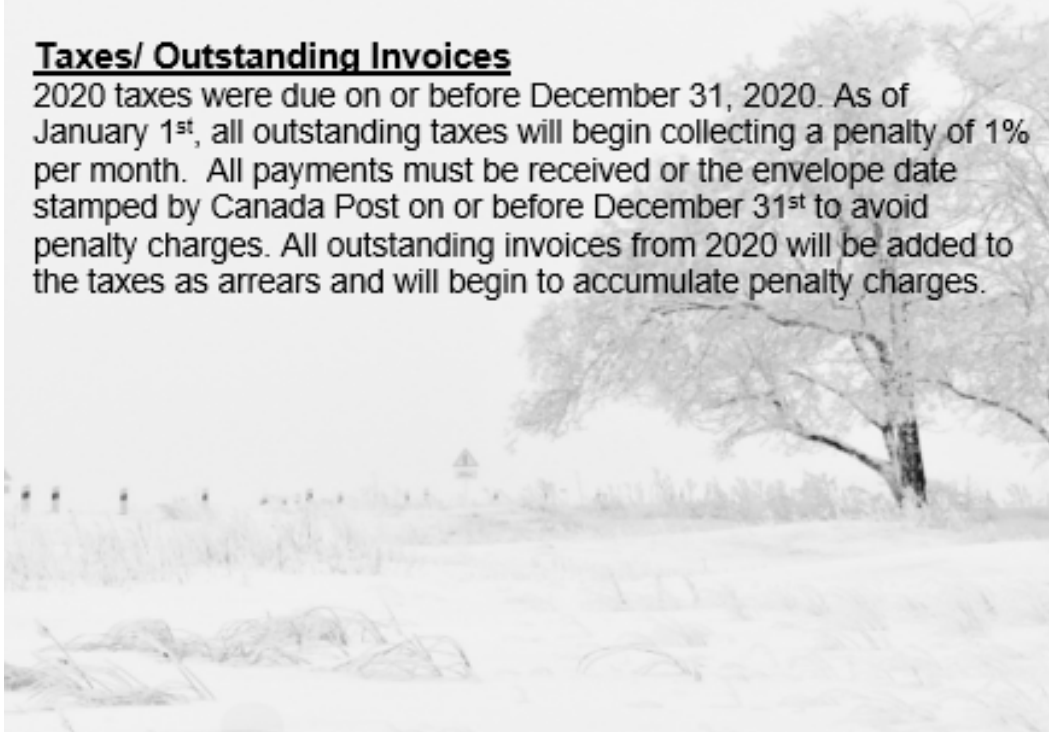 Taxes/ Outstanding Invoices
2020 taxes were due on or before December 31, 2020. As of
January 1st, all outstanding taxes will begin collecting a penalty of 1%
per month.  All payments must be received or the envelope date
stamped by Canada Post on or before December 31st to avoid
penalty charges. All outstanding invoices from 2020 will be added to
the taxes as arrears and will begin to accumulate penalty charges.